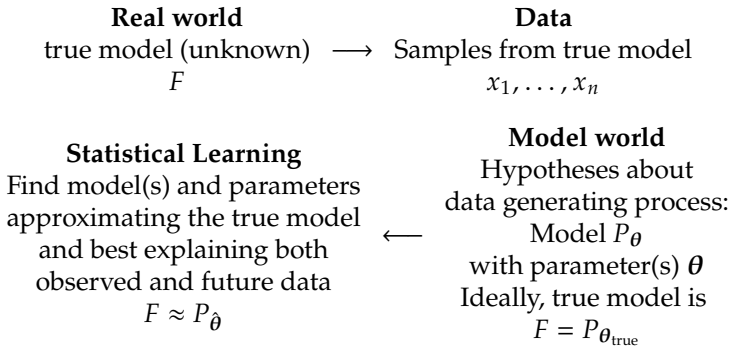 Real world
true model (unknown) ⟶
F
Data
Samples from true model
x₁, . . . , xₙ
Statistical Learning
Find model(s) and parameters
approximating the true model
and best explaining both
observed and future data
F ≈ P_θ̂
⟵
Model world
Hypotheses about
data generating process:
Model P_θ
with parameter(s) θ
Ideally, true model is
F = P_θ_true